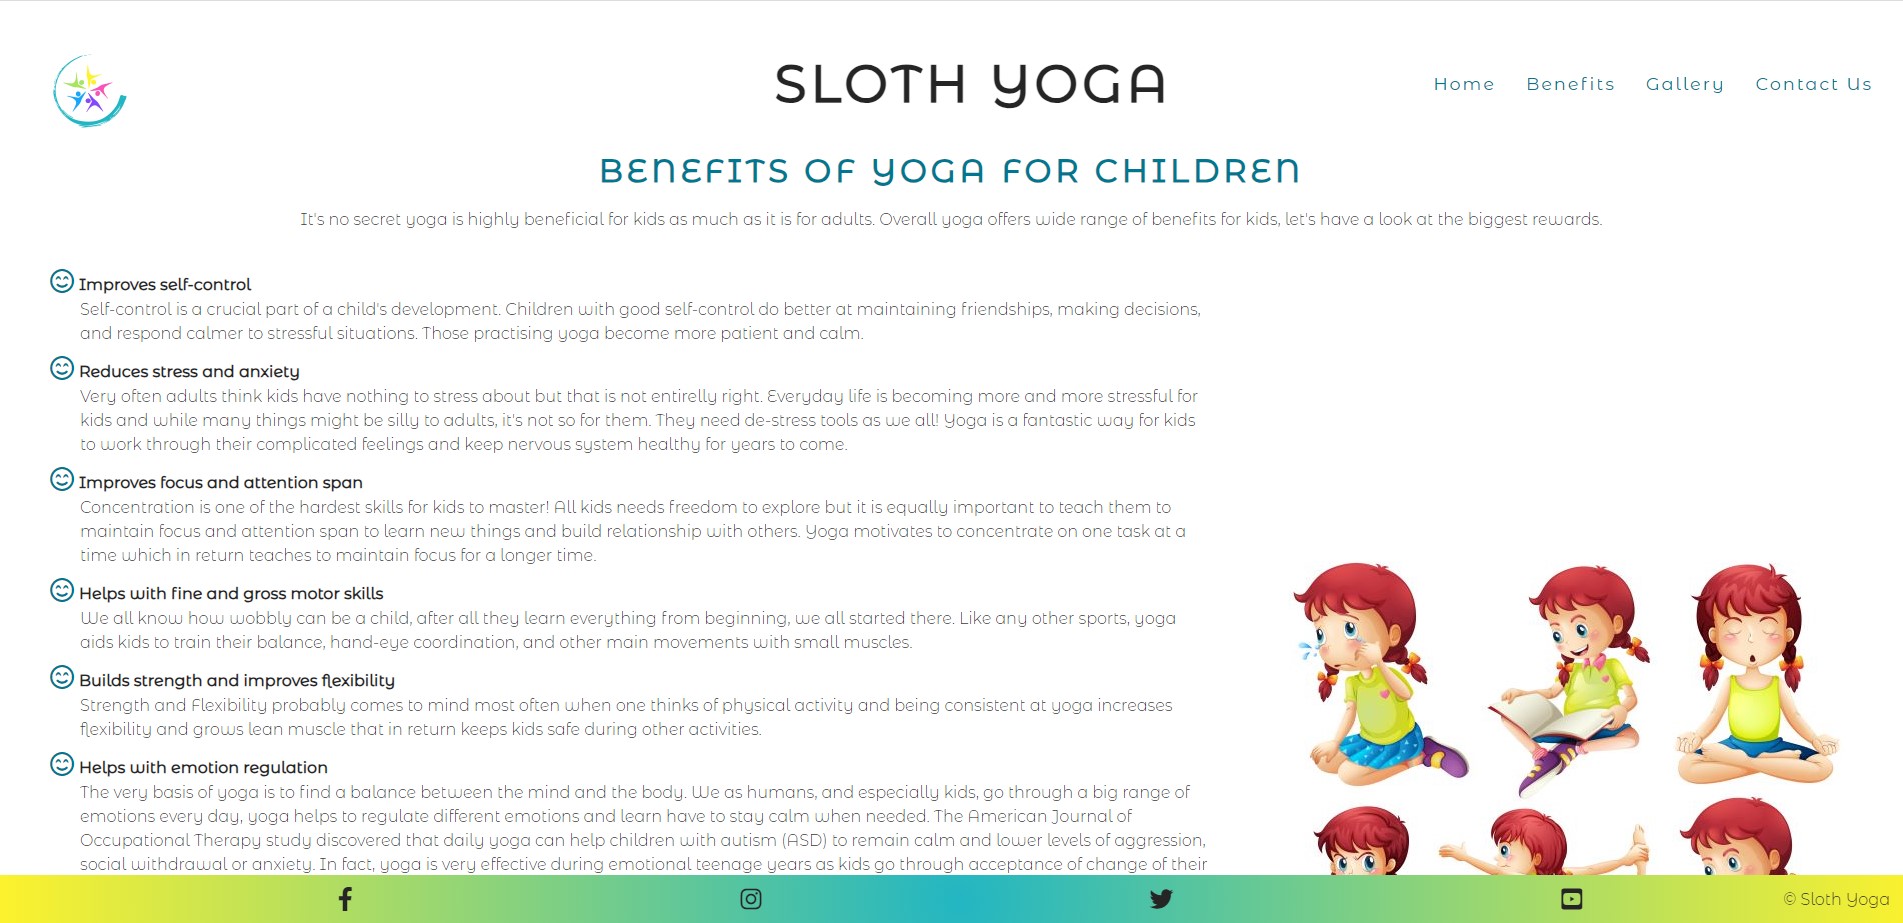 SLOTH YOGA
Home Benefits Gallery Contact Us
BENEFITS OF YOGA FOR CHILDREN
It's no secret yoga is highly beneficial for kids as much as it is for adults. Overall yoga offers wide range of benefits for kids, let's have a look at the biggest rewards.
Improves self-control
Self-control is a crucial part of a child's development. Children with good self-control do better at maintaining friendships, making decisions,
and respond calmer to stressful situations. Those practising yoga become more patient and calm.
Reduces stress and anxiety
Very often adults think kids have nothing to stress about but that is not entirelly right. Everyday life is becoming more and more stressful for
kids and while many things might be silly to adults, it's not so for them. They need de-stress tools as we all! Yoga is a fantastic way for kids
to work through their complicated feelings and keep nervous system healthy for years to come.
Improves focus and attention span
Concentration is one of the hardest skills for kids to master! All kids needs freedom to explore but it is equally important to teach them to
maintain focus and attention span to learn new things and build relationship with others. Yoga motivates to concentrate on one task at a
time which in return teaches to maintain focus for a longer time.
Helps with fine and gross motor skills
We all know how wobbly can be a child, after all they learn everything from beginning, we all started there. Like any other sports, yoga
aids kids to train their balance, hand-eye coordination, and other main movements with small muscles.
Builds strength and improves flexibility
Strength and Flexibility probably comes to mind most often when one thinks of physical activity and being consistent at yoga increases
flexibility and grows lean muscle that in return keeps kids safe during other activities.
Helps with emotion regulation
The very basis of yoga is to find a balance between the mind and the body. We as humans, and especially kids, go through a big range of
emotions every day, yoga helps to regulate different emotions and learn have to stay calm when needed. The American Journal of
Occupational Therapy study discovered that daily yoga can help children with autism (ASD) to remain calm and lower levels of aggression,
social withdrawal or anxiety. In fact, yoga is very effective during emotional teenage years as kids go through acceptance of change of their
© Sloth Yoga